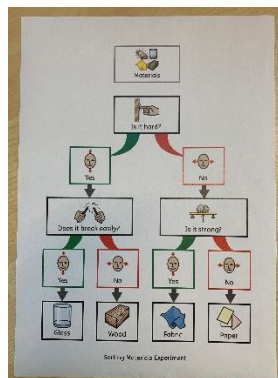 Materials
Is it hard?
Yes
No
Does it break easily?
Is it strong?
Yes
No
Yes
No
Glass
Wood
Fabric
Paper
Sorting Materials Experiment